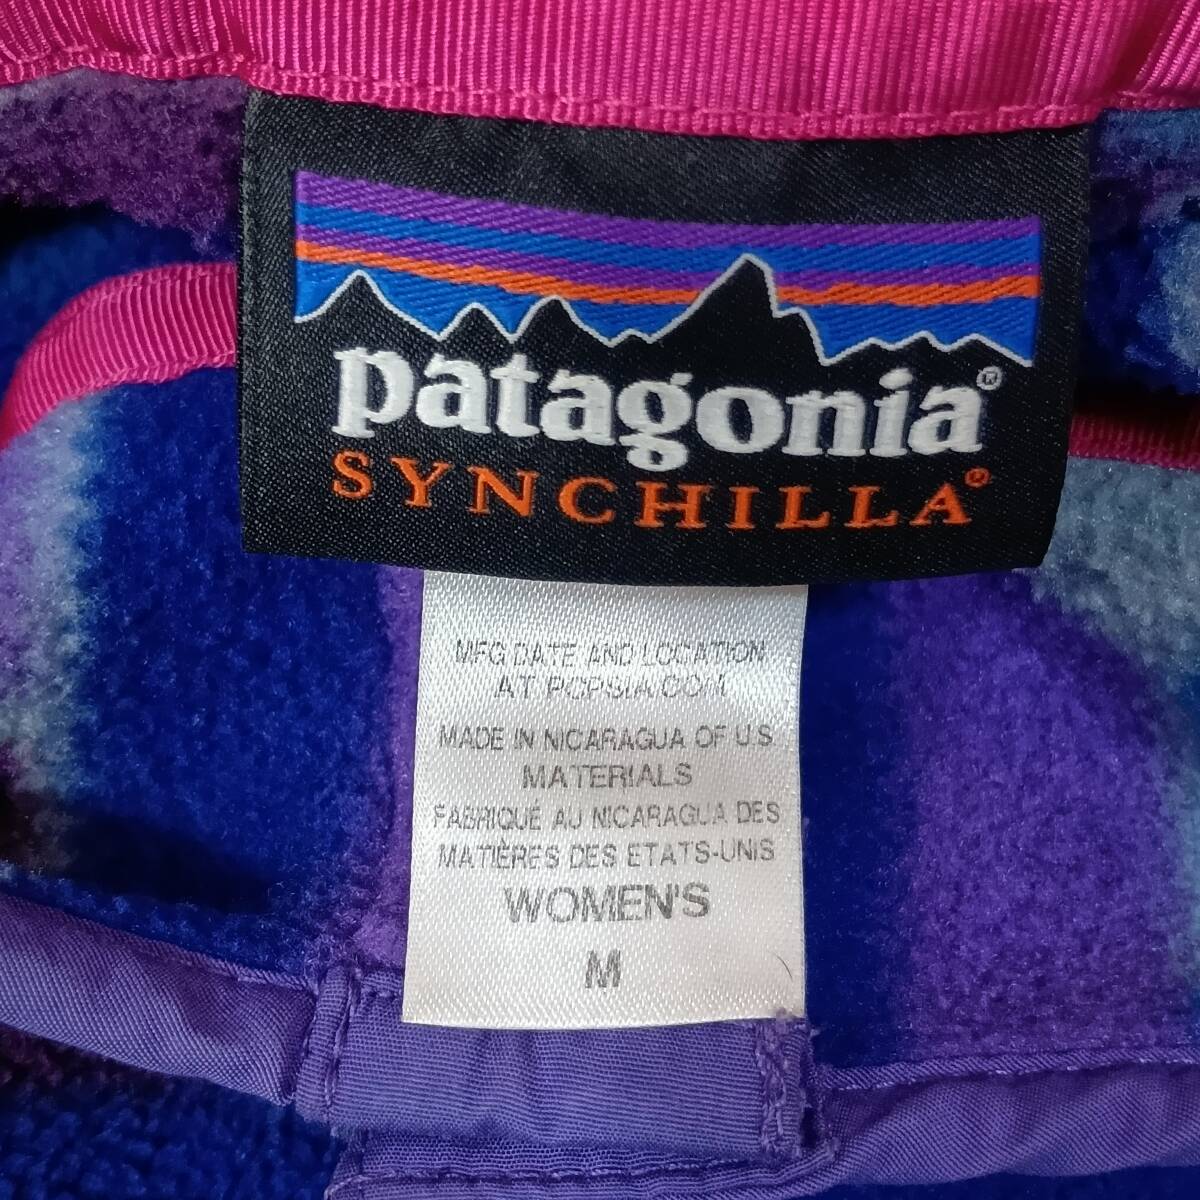 patagonia®
SYNCHILLA®
MFG DATE AND LOCATION
AT PCPSIA.COM
MADE IN NICARAGUA OF U.S.
MATERIALS
FABRIQUÉ AU NICARAGUA DES
MATIÈRES DES ETATS-UNIS
WOMEN'S
M